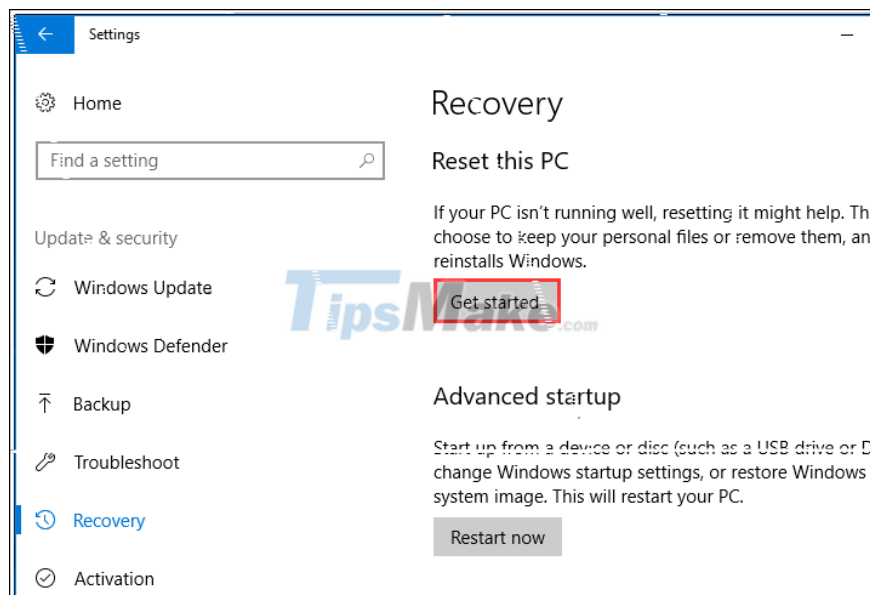 Settings
Home
Find a setting
Update & security
Windows Update
Windows Defender
Backup
Troubleshoot
Recovery
Activation
Recovery
Reset this PC
If your PC isn't running well, resetting it might help. Th
choose to keep your personal files or remove them, an
reinstalls Windows.
Get started
TipsMake.com
Advanced startup
Start up from a device or disc (such as a USB drive or D
change Windows startup settings, or restore Windows
system image. This will restart your PC.
Restart now